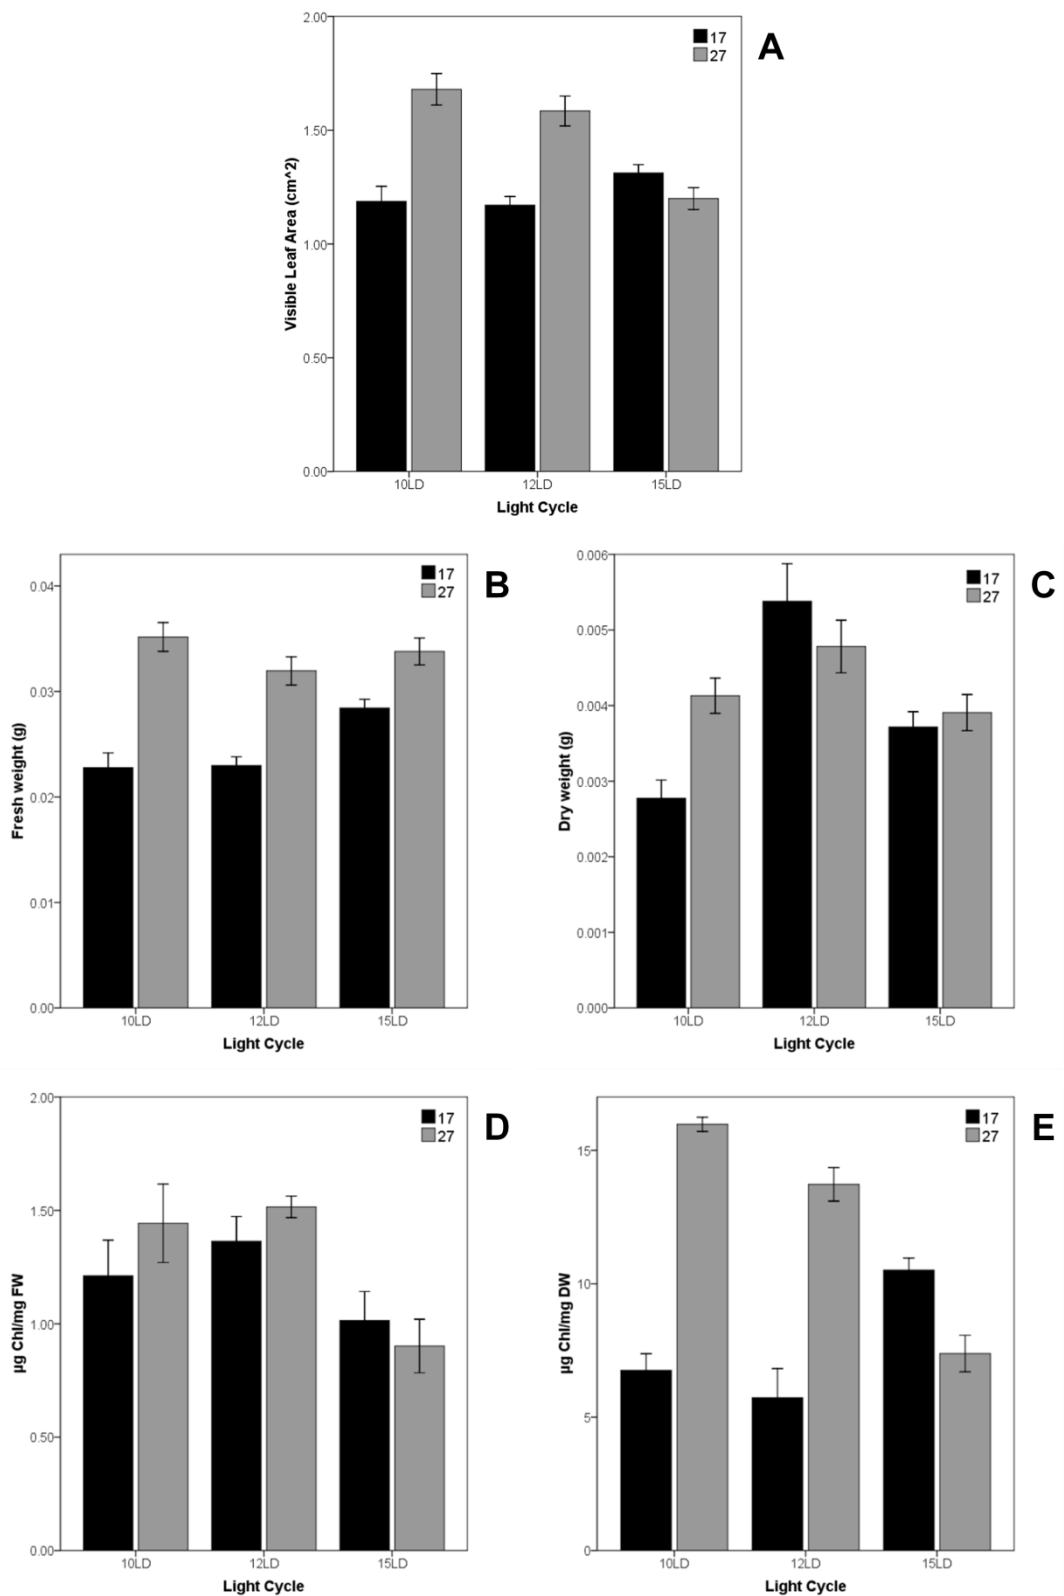 A
17
27
2.00
1.50
1.00
0.50
0.00
Visible Leaf Area (cm^2)
10LD 12LD 15LD
Light Cycle
B
17
27
0.04
0.03
0.02
0.01
0.00
Fresh weight (g)
10LD 12LD 15LD
Light Cycle
C
17
27
0.006
0.005
0.004
0.003
0.002
0.001
0.000
Dry weight (g)
10LD 12LD 15LD
Light Cycle
D
17
27
2.00
1.50
1.00
0.50
0.00
µg Chl/mg FW
10LD 12LD 15LD
Light Cycle
E
17
27
15
10
5
0
µg Chl/mg DW
10LD 12LD 15LD
Light Cycle